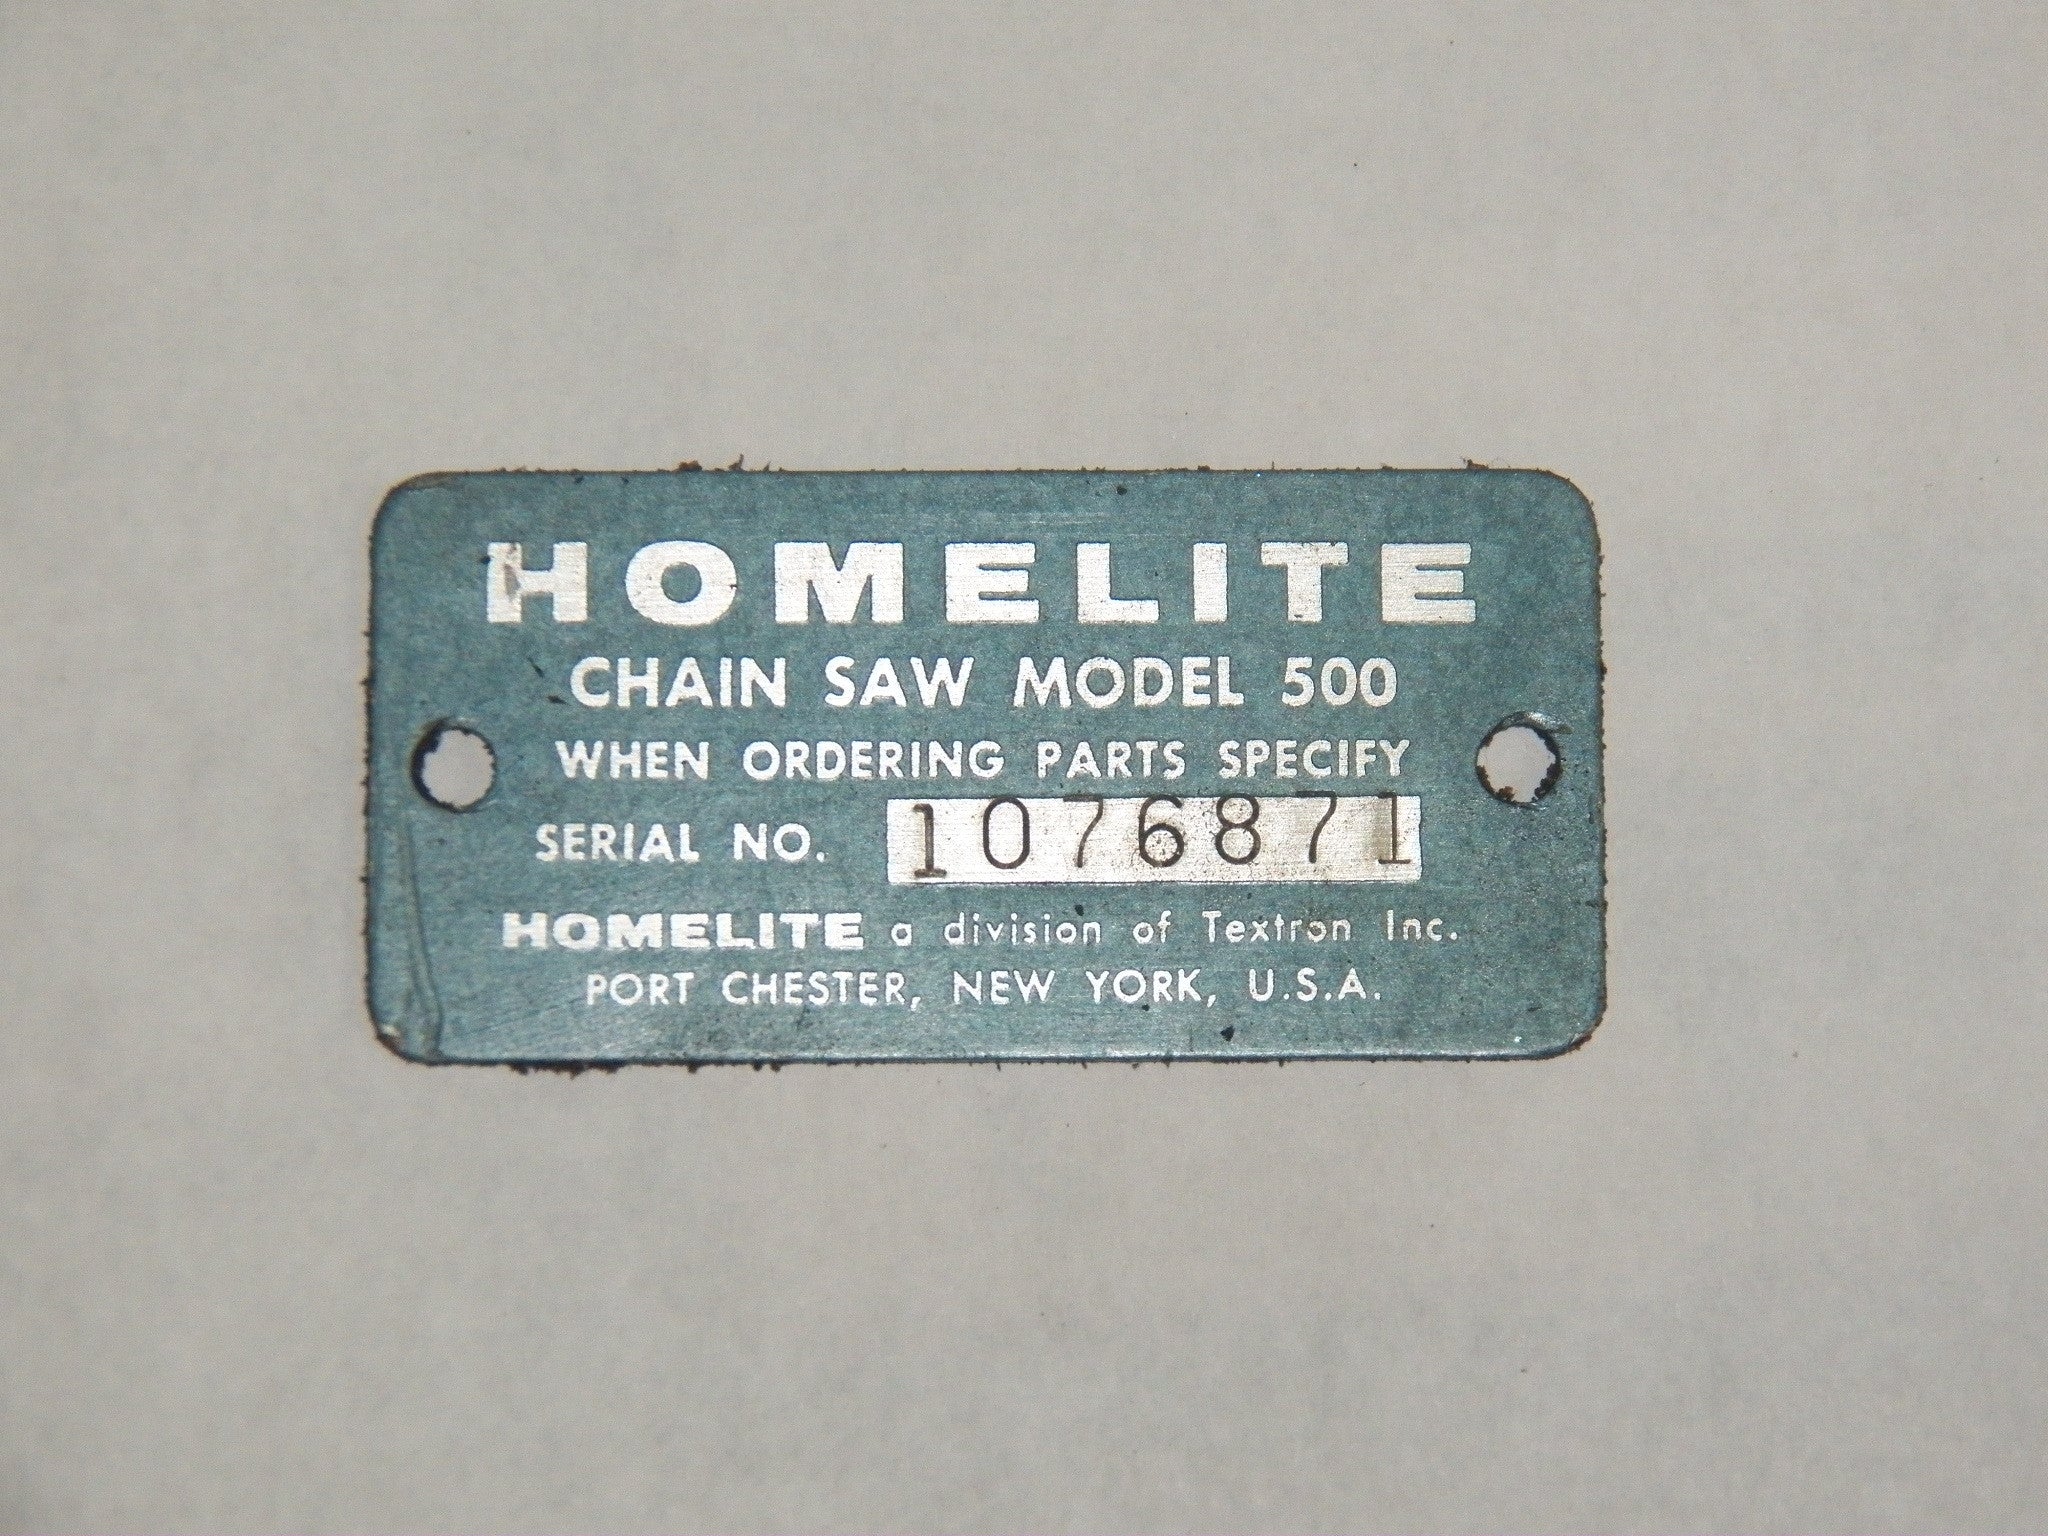 HOMELITE
CHAIN SAW MODEL 500
WHEN ORDERING PARTS SPECIFY
SERIAL NO. 1076871
HOMELITE a division of Textron Inc.
PORT CHESTER, NEW YORK, U.S.A.